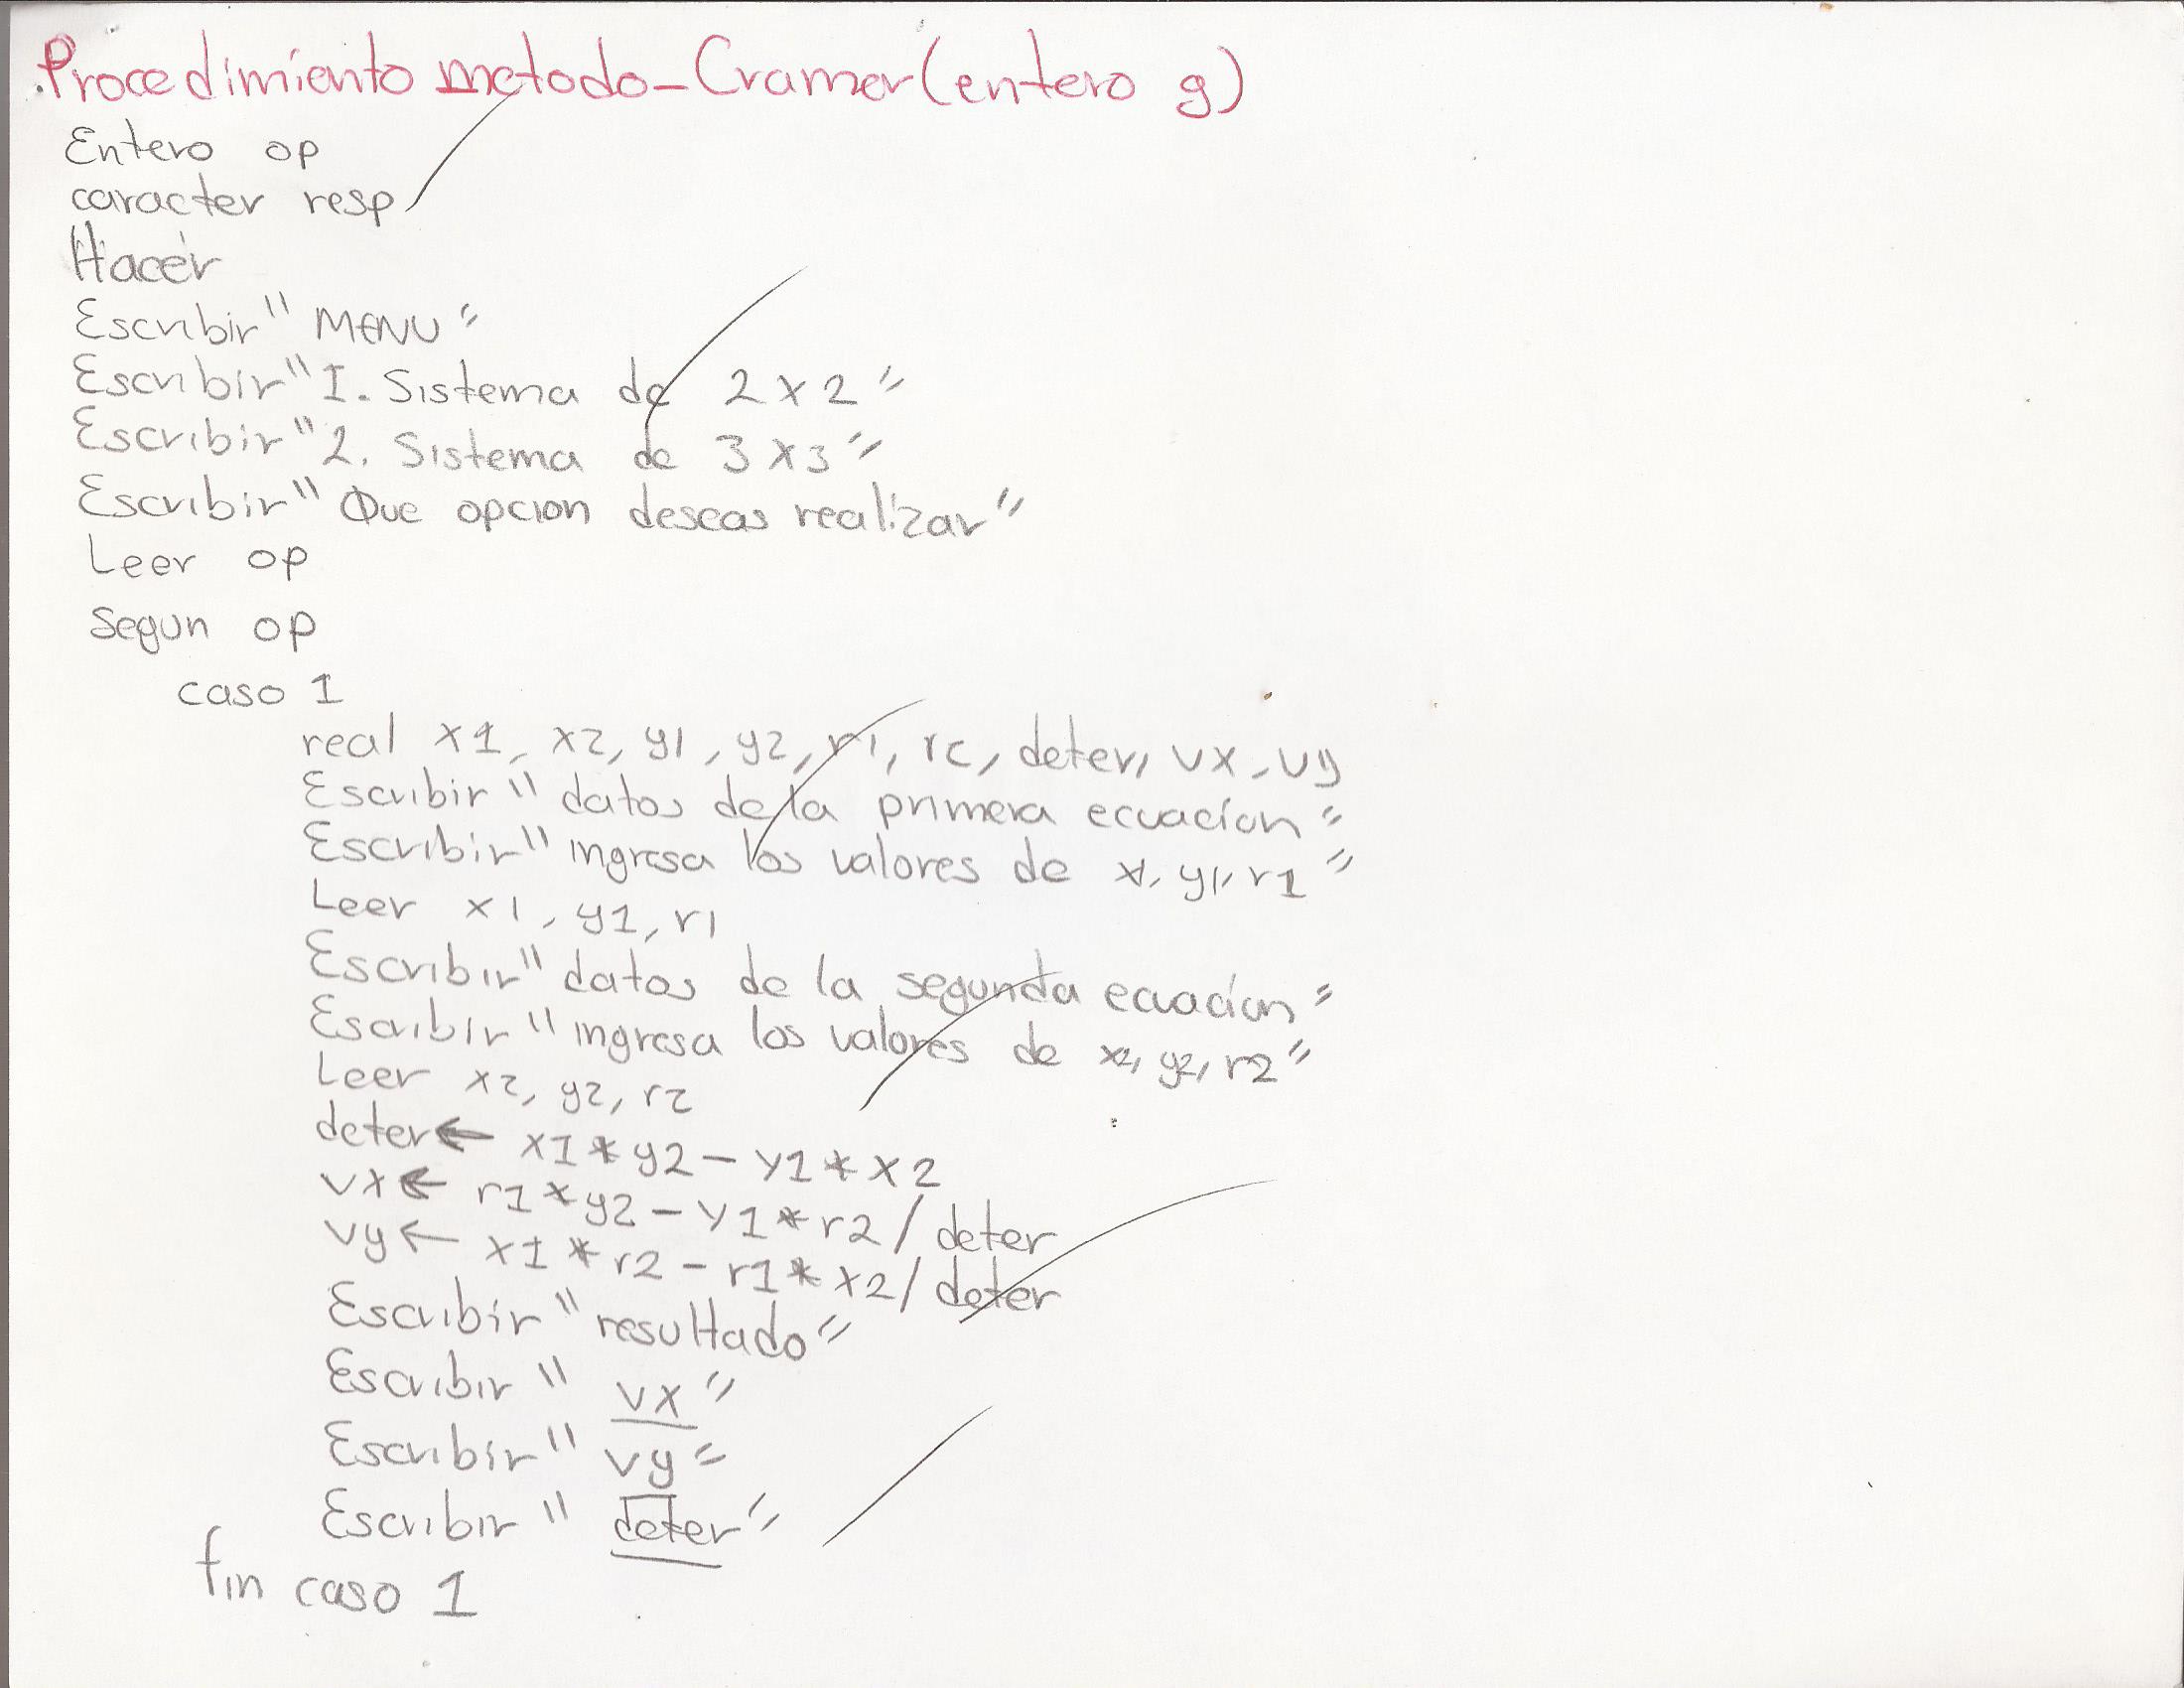 Procedimiento metodo_Cramer(entero g)
Entero op
caracter resp
Hacer
Escribir "MENU"
Escribir "1. Sistema de 2x2"
Escribir "2. Sistema de 3x3"
Escribir "Que opcion deseas realizar"
Leer op
Segun op
caso 1
real x1, x2, y1, y2, r1, rc, deter, vx, vy
Escribir "datos de la primera ecuación"
Escribir "ingresa los valores de x1, y1, r1"
Leer x1, y1, r1
Escribir "datos de la segunda ecuación"
Escribir "ingresa los valores de x2, y2, r2"
Leer x2, y2, r2
deter ← x1*y2-y1*x2
vx ← r1*y2-y1*r2/deter
vy ← x1*r2-r1*x2/deter
Escribir "resultado"
Escribir "vx"
Escribir "vy"
Escribir "deter"
fin caso 1